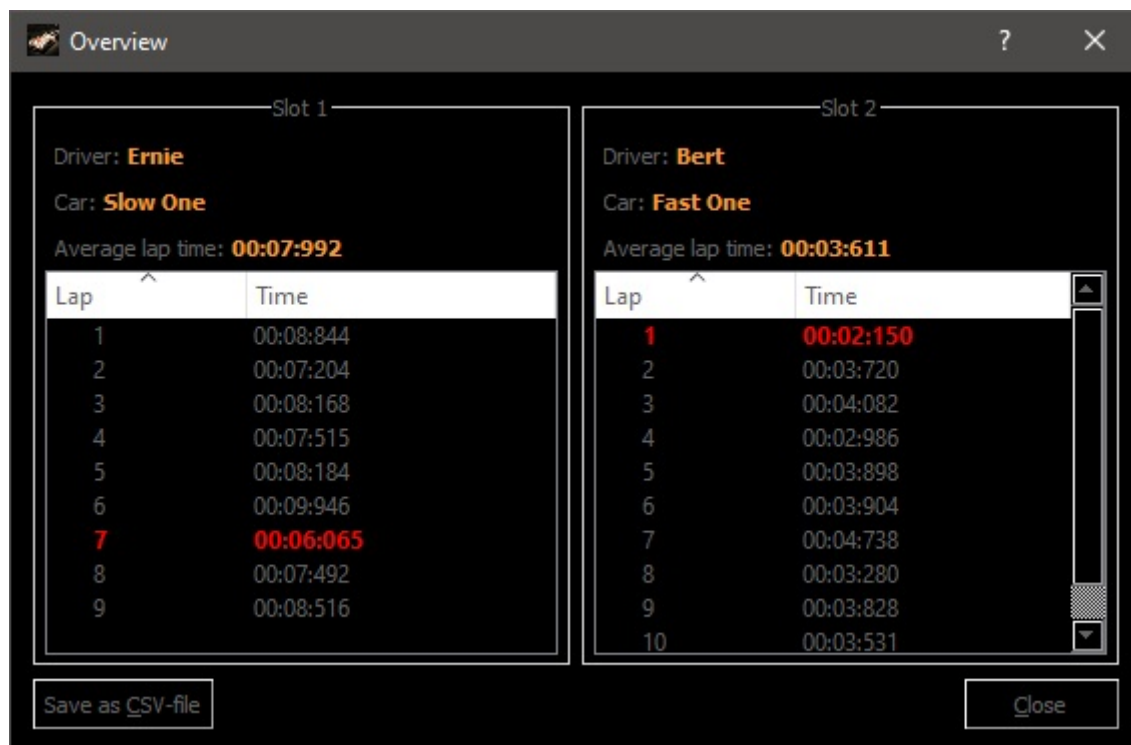 Overview
Slot 1
Driver: Ernie
Car: Slow One
Average lap time: 00:07:992
Lap Time
1 00:08:844
2 00:07:204
3 00:08:168
4 00:07:515
5 00:08:184
6 00:09:946
7 00:06:065
8 00:07:492
9 00:08:516
Slot 2
Driver: Bert
Car: Fast One
Average lap time: 00:03:611
Lap Time
1 00:02:150
2 00:03:720
3 00:04:082
4 00:02:986
5 00:03:898
6 00:03:904
7 00:04:738
8 00:03:280
9 00:03:828
10 00:03:531
Save as CSV-file
Close